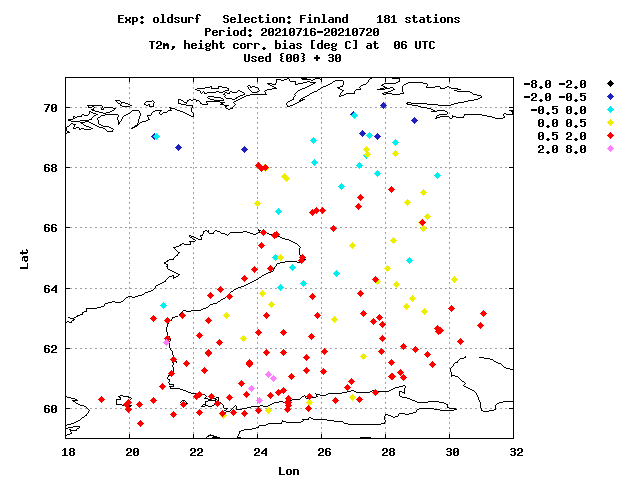 Exp: oldsurf   Selection: Finland    181 stations
Period: 20210716-20210720
T2m, height corr. bias [deg C] at  06 UTC
Used {00} + 30
-8.0 -2.0
-2.0 -0.5
-0.5 0.0
0.0 0.5
0.5 2.0
2.0 8.0
70
68
66
64
62
60
Lat
18 20 22 24 26 28 30 32
Lon